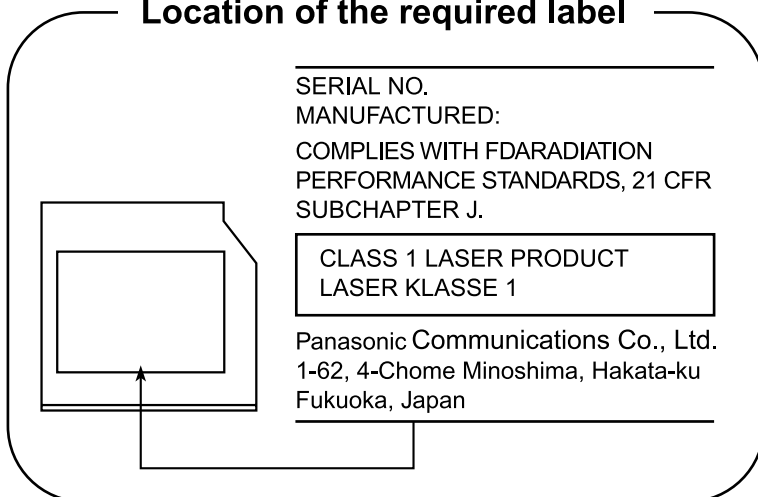 Location of the required label
SERIAL NO.
MANUFACTURED:
COMPLIES WITH FDARADIATION
PERFORMANCE STANDARDS, 21 CFR
SUBCHAPTER J.
CLASS 1 LASER PRODUCT
LASER KLASSE 1
Panasonic Communications Co., Ltd.
1-62, 4-Chome Minoshima, Hakata-ku
Fukuoka, Japan